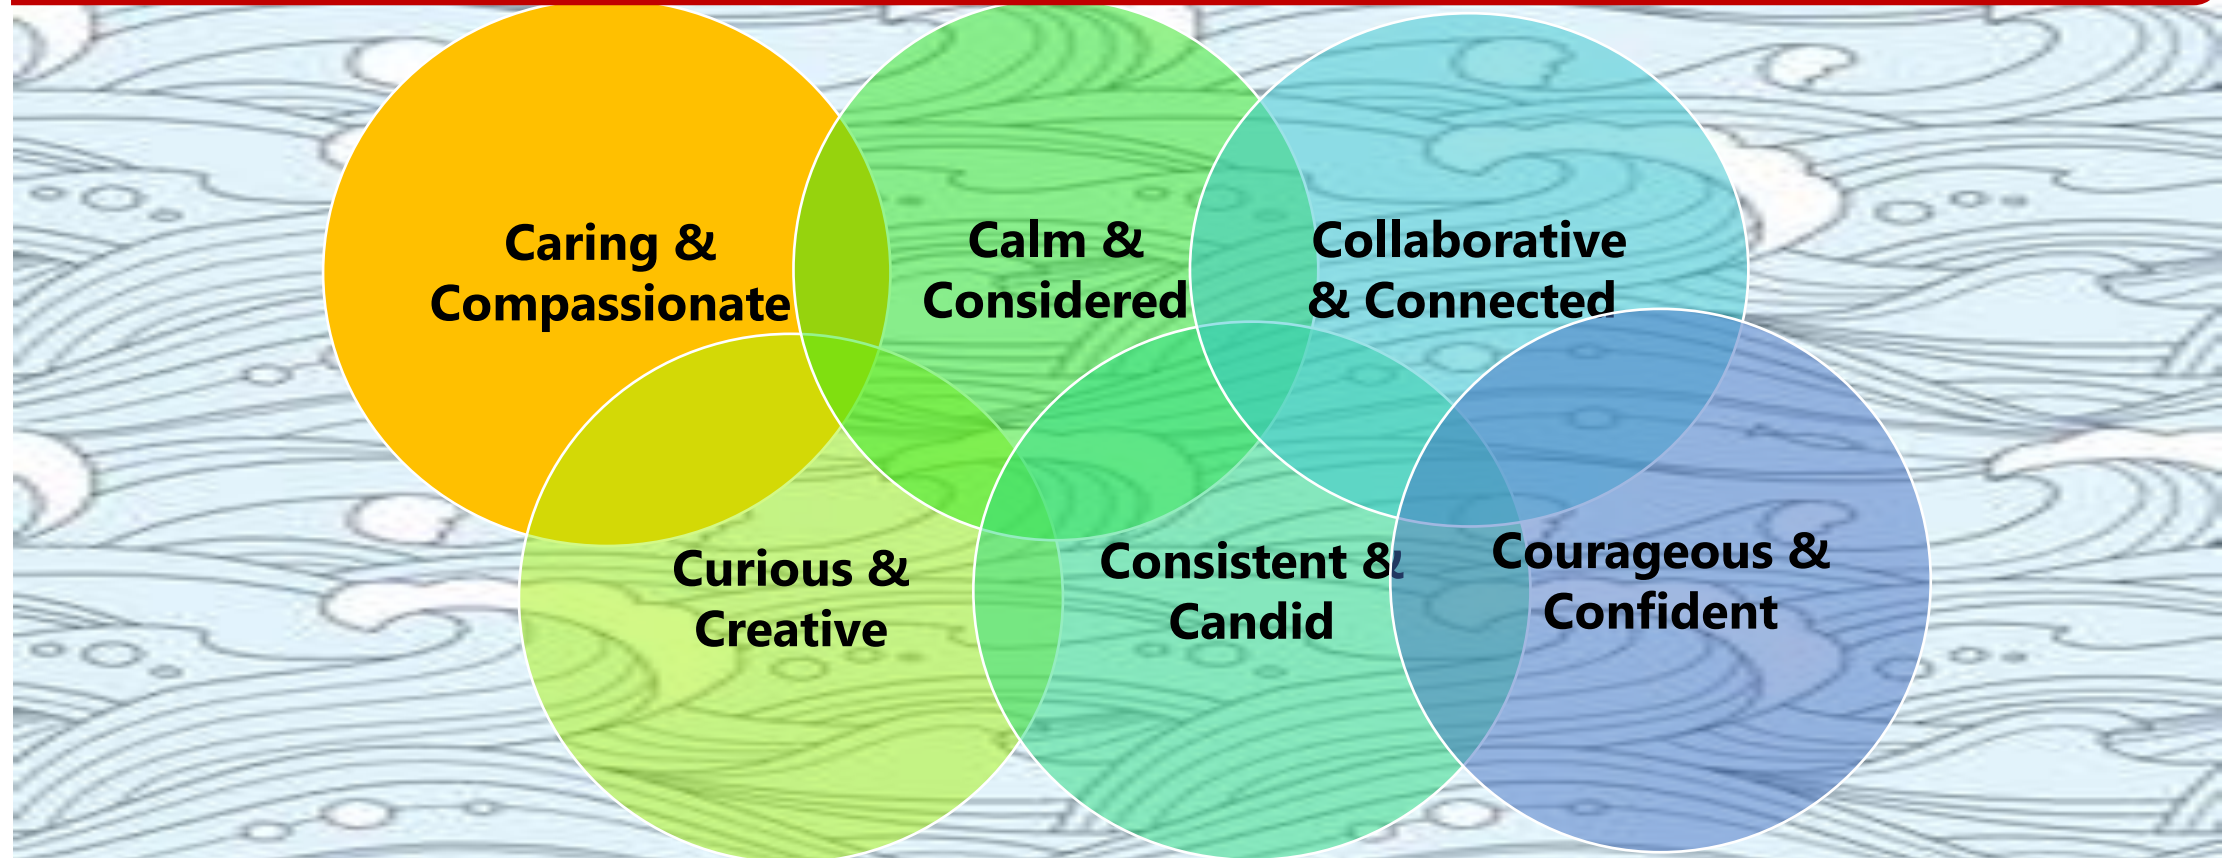 Caring &
Compassionate
Calm &
Considered
Collaborative
& Connected
Curious &
Creative
Consistent &
Candid
Courageous &
Confident